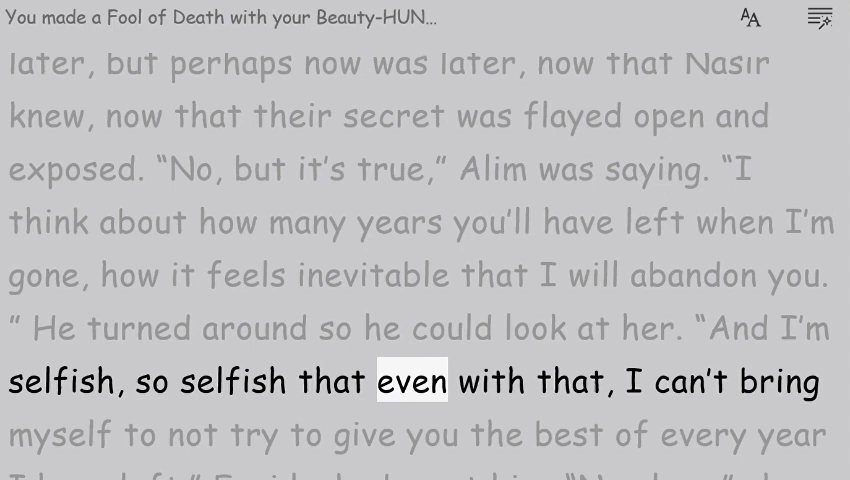 You made a Fool of Death with your Beauty-HUN...
AA
later, but perhaps now was later, now that Nasir
knew, now that their secret was flayed open and
exposed. “No, but it’s true,” Alim was saying. “I
think about how many years you’ll have left when I’m
gone, how it feels inevitable that I will abandon you.
” He turned around so he could look at her. “And I’m
selfish, so selfish that even with that, I can’t bring
myself to not try to give you the best of every year